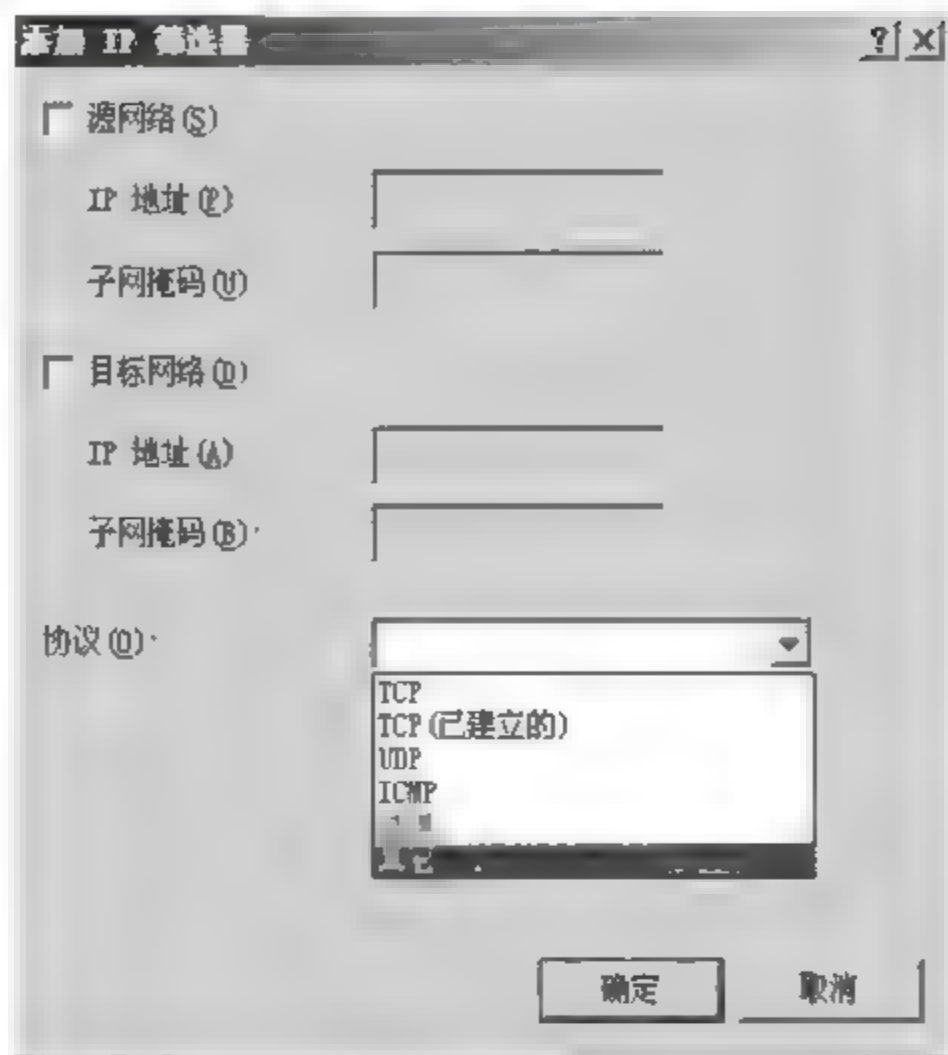 添加 IP 筛选器
源网络(S)
IP 地址(P)
子网掩码(U)
目标网络(D)
IP 地址(A)
子网掩码(B):
协议(O):
TCP
TCP(已建立的)
UDP
ICMP
其它
确定
取消